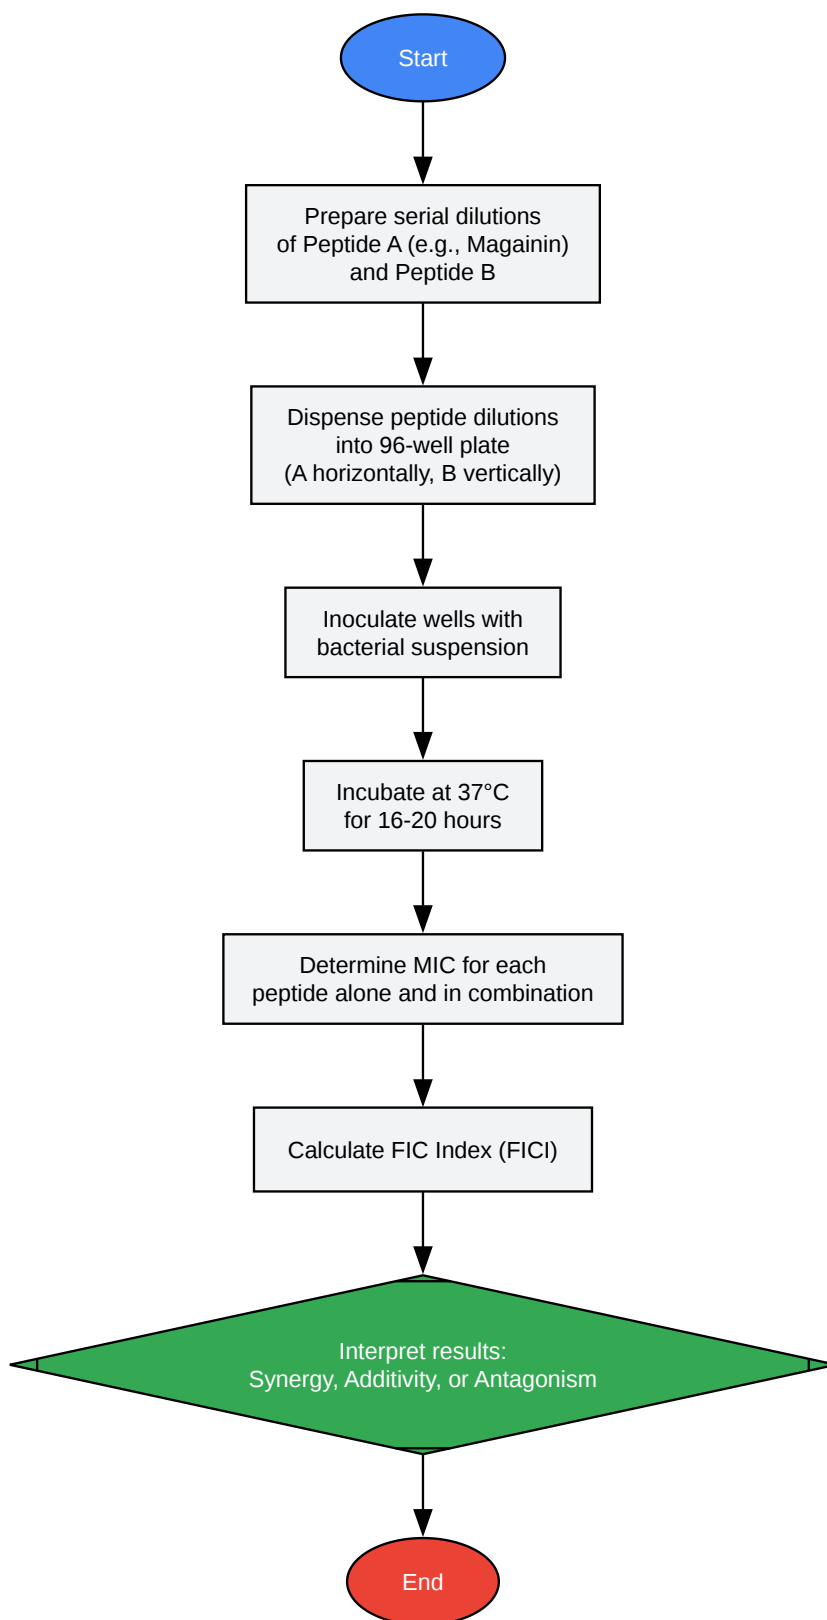 Start
Prepare serial dilutions
of Peptide A (e.g., Magainin)
and Peptide B
Dispense peptide dilutions
into 96-well plate
(A horizontally, B vertically)
Inoculate wells with
bacterial suspension
Incubate at 37°C
for 16-20 hours
Determine MIC for each
peptide alone and in combination
Calculate FIC Index (FICI)
Interpret results:
Synergy, Additivity, or Antagonism
End